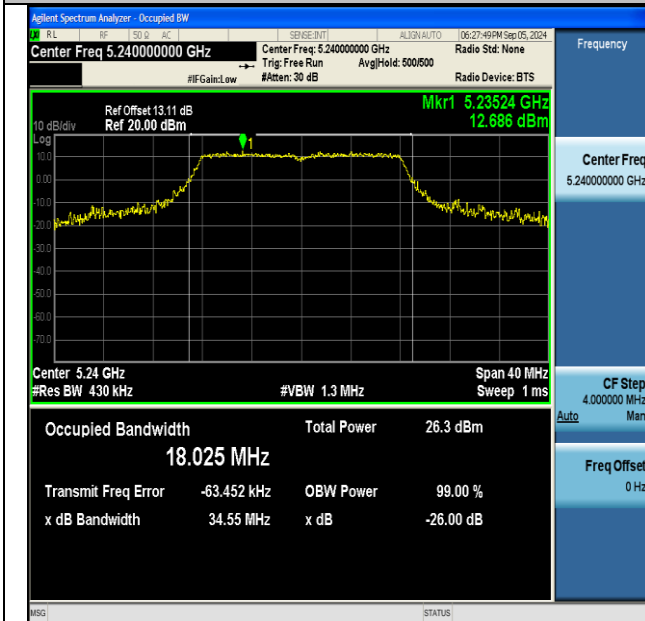 Agilent Spectrum Analyzer - Occupied BW
LXI RL RF 50 Ω AC SENSE:INT ALIGN AUTO 06:27:49 PM Sep 05, 2024
Center Freq 5.240000000 GHz Center Freq: 5.240000000 GHz Radio Std: None Frequency
Trig: Free Run Avg|Hold: 500/500
#IFGain:Low #Atten: 30 dB Radio Device: BTS
Mkr1 5.23524 GHz
Ref Offset 13.11 dB
12.686 dBm
10 dB/div Ref 20.00 dBm
Log
1
10.0
0.00
-10.0
-20.0
-30.0
-40.0
-50.0
-60.0
-70.0
Center Freq
5.240000000 GHz
Center 5.24 GHz Span 40 MHz
#Res BW 430 kHz #VBW 1.3 MHz Sweep 1 ms
CF Step
4.000000 MHz
Auto Man
Occupied Bandwidth Total Power 26.3 dBm
18.025 MHz
Freq Offset
0 Hz
Transmit Freq Error -63.452 kHz OBW Power 99.00 %
x dB Bandwidth 34.55 MHz x dB -26.00 dB
MSG STATUS